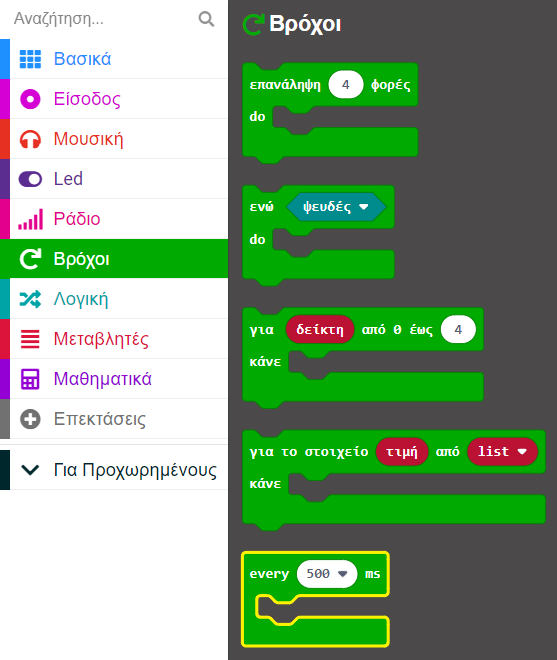 Αναζήτηση...
Βασικά
Είσοδος
Μουσική
Led
Ράδιο
Βρόχοι
Λογική
Μεταβλητές
Μαθηματικά
Επεκτάσεις
Για Προχωρημένους
Βρόχοι
επανάληψη 4 φορές
do
ενώ ψευδές
do
για δείκτη από 0 έως 4
κάνε
για το στοιχείο τιμή από list
κάνε
every 500 ms